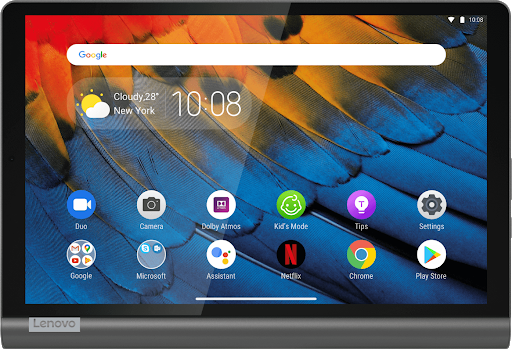 10:08
Google
Cloudy,28°
New York
10:08
Duo
Camera
Dolby Atmos
Kid's Mode
Tips
Settings
Google
Microsoft
Assistant
Netflix
Chrome
Play Store
Lenovo